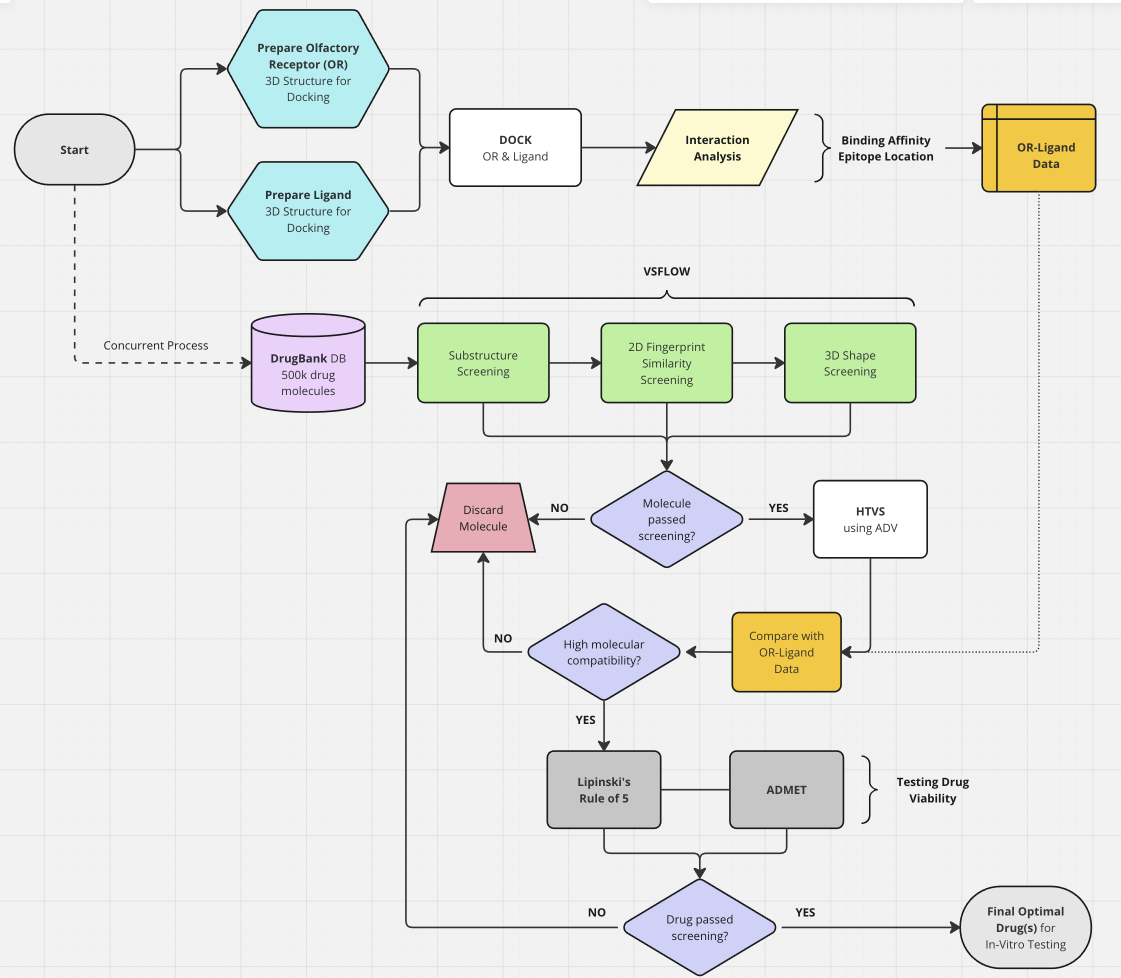 Prepare Olfactory
Receptor (OR)
3D Structure for
Docking
Start
DOCK
OR & Ligand
Interaction
Analysis
Binding Affinity
Epitope Location
OR-Ligand
Data
Prepare Ligand
3D Structure for
Docking
VSFLOW
Concurrent Process
DrugBank DB
500k drug
molecules
Substructure
Screening
2D Fingerprint
Similarity
Screening
3D Shape
Screening
Discard
Molecule
NO
Molecule
passed
screening?
YES
HTVS
using ADV
NO
High molecular
compatibility?
Compare with
OR-Ligand
Data
YES
Lipinski's
Rule of 5
ADMET
Testing Drug
Viability
NO
Drug passed
screening?
YES
Final Optimal
Drug(s) for
In-Vitro Testing